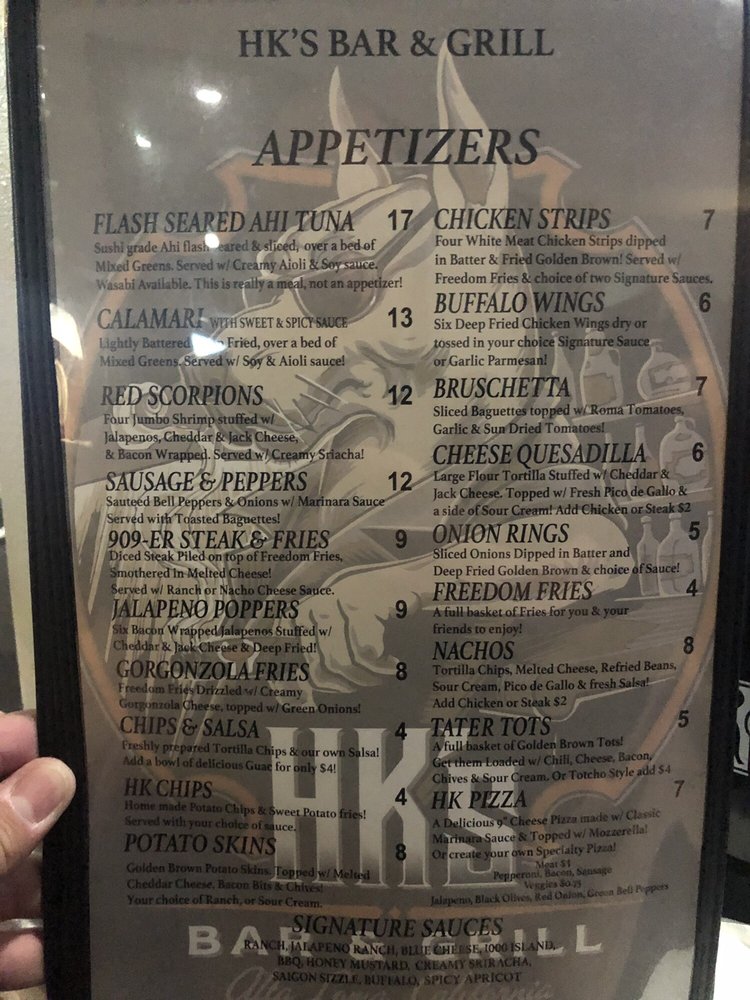 HK'S BAR & GRILL
APPETIZERS
FLASH SEARED AHI TUNA 17
Sushi grade Ahi flash seared & sliced, over a bed of
Mixed Greens. Served w/ Creamy Aioli & Soy sauce.
Wasabi Available. This is really a meal, not an appetizer!
CALAMARI WITH SWEET & SPICY SAUCE 13
Lightly Battered Fried, over a bed of
Mixed Greens. Served w/ Soy & Aioli sauce!
RED SCORPIONS 12
Four Jumbo Shrimp stuffed w/
Jalapenos, Cheddar & Jack Cheese,
& Bacon Wrapped. Served w/ Creamy Sriacha!
SAUSAGE & PEPPERS 12
Sauteed Bell Peppers & Onions w/ Marinara Sauce
Served with Toasted Baguettes!
909-ER STEAK & FRIES 9
Diced Steak Piled on top of Freedom Fries,
Smothered In Melted Cheese!
Served w/ Ranch or Nacho Cheese Sauce.
JALAPENO POPPERS 9
Six Bacon Wrapped Jalapenos Stuffed w/
Cheddar & Jack Cheese & Deep Fried!
GORGONZOLA FRIES 8
Freedom Fries Drizzled w/ Creamy
Gorgonzola Cheese, topped w/ Green Onions!
CHIPS & SALSA 4
Freshly prepared Tortilla Chips & our own Salsa!
Add a bowl of delicious Guac for only $4!
HK CHIPS 4
Home made Potato Chips & Sweet Potato fries!
Served with your choice of sauce.
POTATO SKINS 8
Golden Brown Potato Skins. Topped w/ Melted
Cheddar Cheese, Bacon Bits & Chives!
Your choice of Ranch, or Sour Cream.
CHICKEN STRIPS 7
Four White Meat Chicken Strips dipped
in Batter & Fried Golden Brown! Served w/
Freedom Fries & choice of two Signature Sauces.
BUFFALO WINGS 6
Six Deep Fried Chicken Wings dry or
tossed in your choice Signature Sauce
or Garlic Parmesan!
BRUSCHETTA 7
Sliced Baguettes topped w/ Roma Tomatoes,
Garlic & Sun Dried Tomatoes!
CHEESE QUESADILLA 6
Large Flour Tortilla Stuffed w/ Cheddar &
Jack Cheese. Topped w/ Fresh Pico de Gallo &
a side of Sour Cream! Add Chicken or Steak $2
ONION RINGS 5
Sliced Onions Dipped in Batter and
Deep Fried Golden Brown & choice of Sauce!
FREEDOM FRIES 4
A full basket of Fries for you & your
friends to enjoy!
NACHOS 8
Tortilla Chips, Melted Cheese, Refried Beans,
Sour Cream, Pico de Gallo & fresh Salsa!
Add Chicken or Steak $2
TATER TOTS 5
A full basket of Golden Brown Tots!
Get them Loaded w/ Chili, Cheese, Bacon,
Chives & Sour Cream. Or Totcho Style add $4
HK PIZZA 7
A Delicious 9" Cheese Pizza made w/ Classic
Marinara Sauce & Topped w/ Mozzerella!
Or create your own Specialty Pizza!
Meat $1
Pepperoni, Bacon, Sausage
Veggies $0.75
Jalapeno, Black Olives, Red Onion, Green Bell Peppers
HK'S
BAR & GRILL
SIGNATURE SAUCES
RANCH, JALAPENO RANCH, BLUE CHEESE, 1000 ISLAND,
BBQ, HONEY MUSTARD, CREAMY SRIRACHA,
SAIGON SIZZLE, BUFFALO, SPICY APRICOT